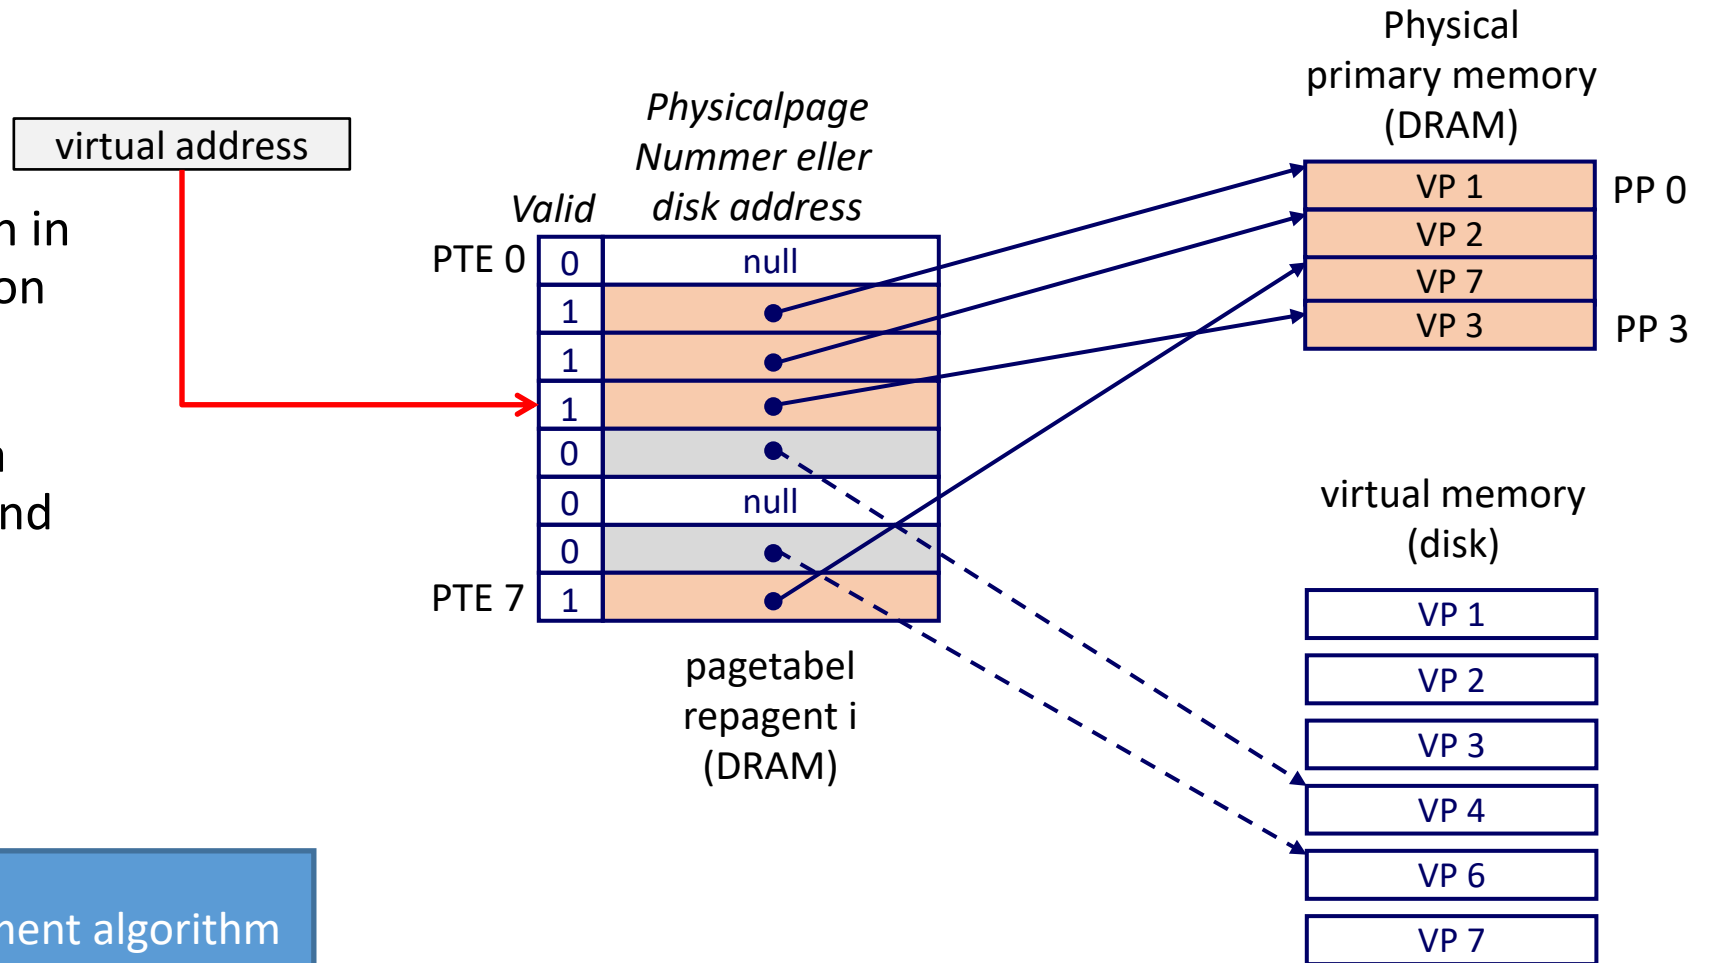 virtual address
n in
on
n
nd
ment algorithm
Physicalpage
Nummer eller
disk address
Valid
PTE 0
0 null
1
1
1
0
0 null
0
PTE 7 1
pagetabel
repagent i
(DRAM)
Physical
primary memory
(DRAM)
VP 1 PP 0
VP 2
VP 7
VP 3 PP 3
virtual memory
(disk)
VP 1
VP 2
VP 3
VP 4
VP 6
VP 7